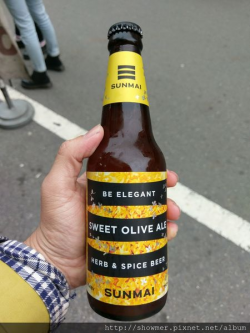 SUNMAI
BE ELEGANT
SWEET OLIVE ALE
HERB & SPICE BEER
SUNMAI
http://showmer.pixnet.net/album